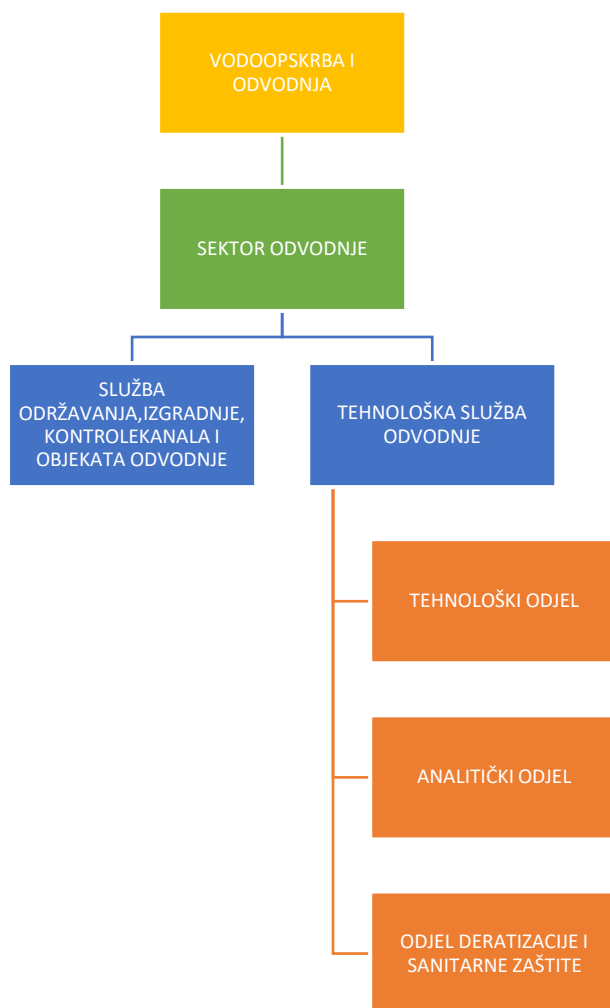 VODOOPSKRBA I
ODVODNJA
SEKTOR ODVODNJE
SLUŽBA
ODRŽAVANJA,IZGRADNJE,
KONTROLEKANALA I
OBJEKATA ODVODNJE
TEHNOLOŠKA SLUŽBA
ODVODNJE
TEHNOLOŠKI ODJEL
ANALITIČKI ODJEL
ODJEL DERATIZACIJE I
SANITARNE ZAŠTITE